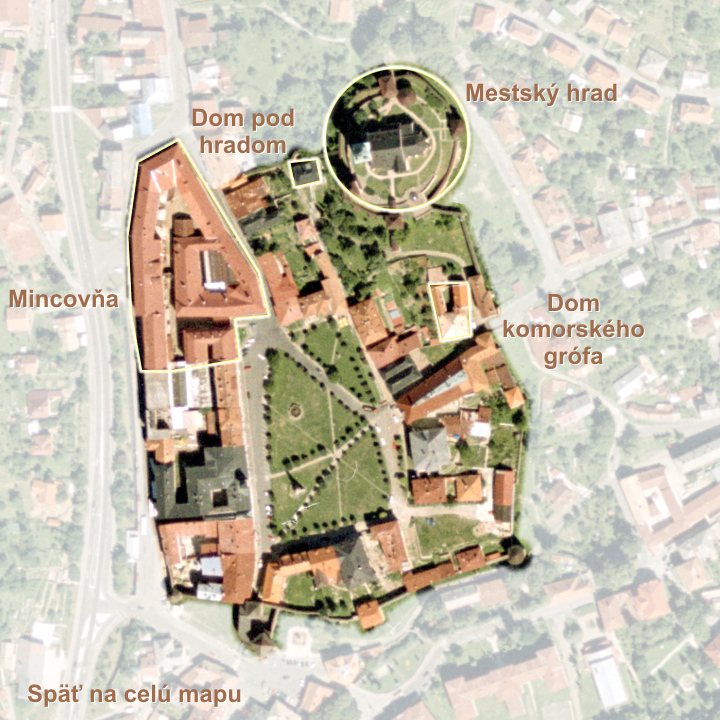 Mestský hrad
Dom pod
hradom
Mincovňa
Dom
komorského
grófa
Späť na celú mapu